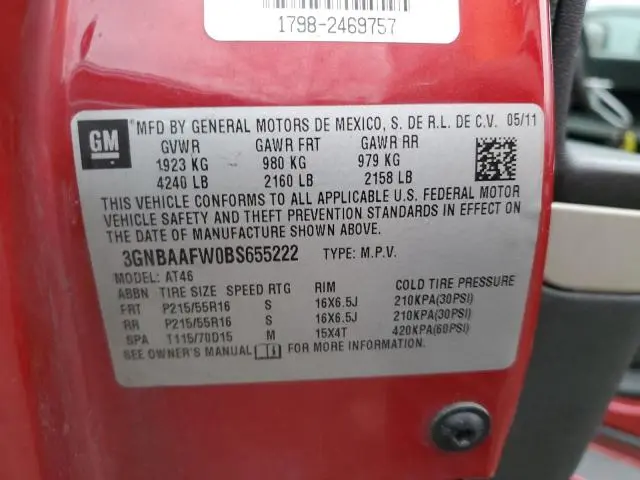 1798-2469757
GM
MFD BY GENERAL MOTORS DE MEXICO, S. DE R.L. DE C.V. 05/11
GVWR GAWR FRT GAWR RR
1923 KG 980 KG 979 KG
4240 LB 2160 LB 2158 LB
THIS VEHICLE CONFORMS TO ALL APPLICABLE U.S. FEDERAL MOTOR
VEHICLE SAFETY AND THEFT PREVENTION STANDARDS IN EFFECT ON
THE DATE OF MANUFACTURE SHOWN ABOVE.
3GNBAAFW0BS655222 TYPE: M.P.V.
MODEL: AT46
ABBN TIRE SIZE SPEED RTG RIM COLD TIRE PRESSURE
FRT P215/55R16 S 16X6.5J 210KPA(30PSI)
RR P215/55R16 S 16X6.5J 210KPA(30PSI)
SPA T115/70D15 M 15X4T 420KPA(60PSI)
SEE OWNER'S MANUAL FOR MORE INFORMATION.